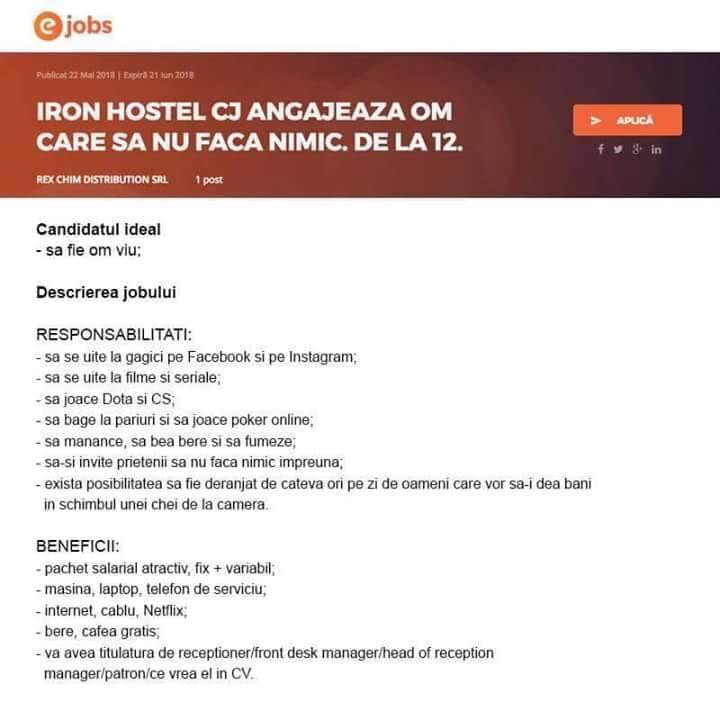 e jobs
Publicat 22 Mai 2018 | Expiră 21 Iun 2018
IRON HOSTEL CJ ANGAJEAZA OM
CARE SA NU FACA NIMIC. DE LA 12.
APLICĂ
REX CHIM DISTRIBUTION SRL 1 post
Candidatul ideal
- sa fie om viu;
Descrierea jobului
RESPONSABILITATI:
- sa se uite la gagici pe Facebook si pe Instagram;
- sa se uite la filme si seriale;
- sa joace Dota si CS;
- sa bage la pariuri si sa joace poker online;
- sa manance, sa bea bere si sa fumeze;
- sa-si invite prietenii sa nu faca nimic impreuna;
- exista posibilitatea sa fie deranjat de cateva ori pe zi de oameni care vor sa-i dea bani
in schimbul unei chei de la camera.
BENEFICII:
- pachet salarial atractiv, fix + variabil;
- masina, laptop, telefon de serviciu;
- internet, cablu, Netflix;
- bere, cafea gratis;
- va avea titulatura de receptioner/front desk manager/head of reception
manager/patron/ce vrea el in CV.